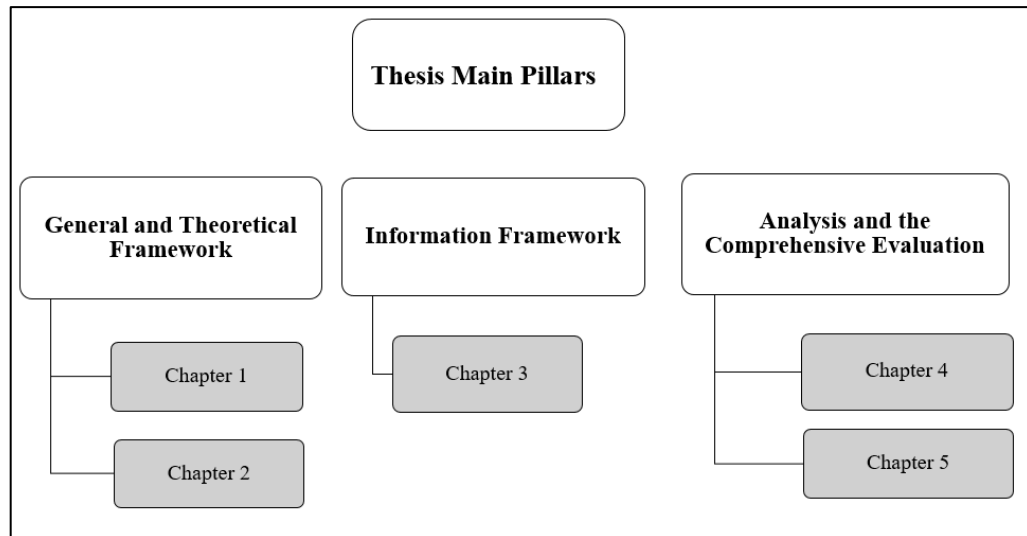 Thesis Main Pillars
General and Theoretical
Framework
Information Framework
Analysis and the
Comprehensive Evaluation
Chapter 1
Chapter 2
Chapter 3
Chapter 4
Chapter 5